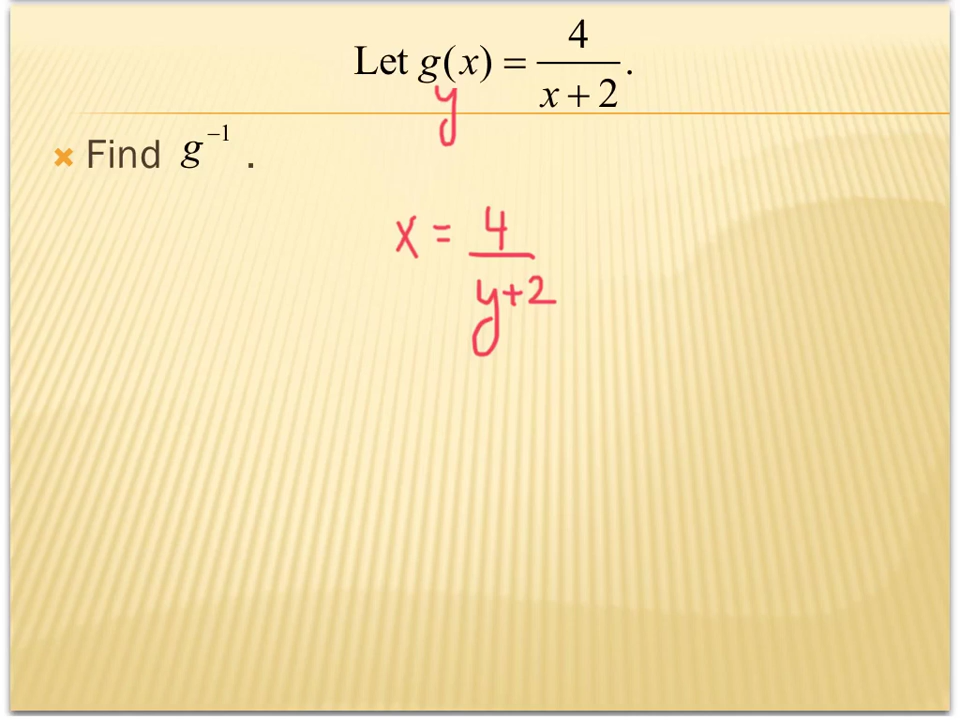 Let g(x) = 4/(x + 2).
y
Find g⁻¹ .
x = 4/(y+2)